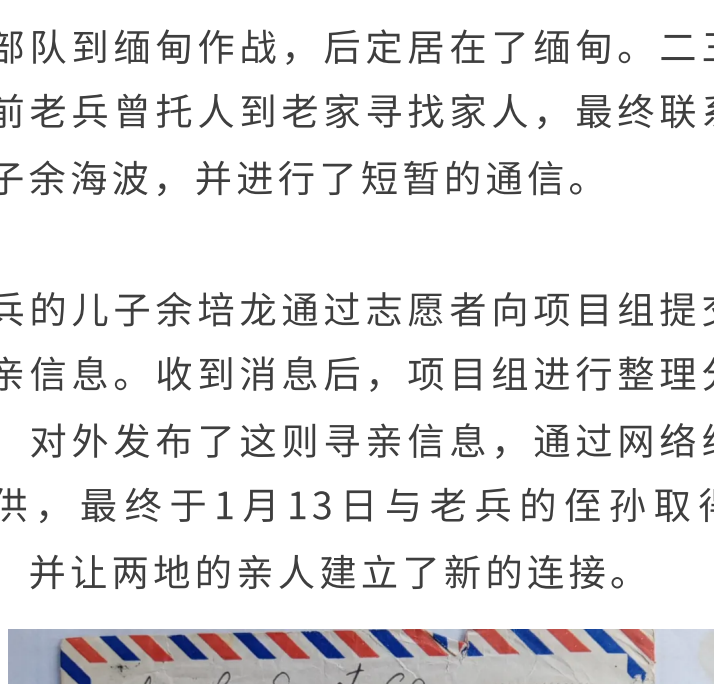 部队到缅甸作战，后定居在了缅甸。二三
前老兵曾托人到老家寻找家人，最终联系
子余海波，并进行了短暂的通信。
兵的儿子余培龙通过志愿者向项目组提交
亲信息。收到消息后，项目组进行整理分
对外发布了这则寻亲信息，通过网络线
供，最终于1月13日与老兵的侄孙取得
并让两地的亲人建立了新的连接。